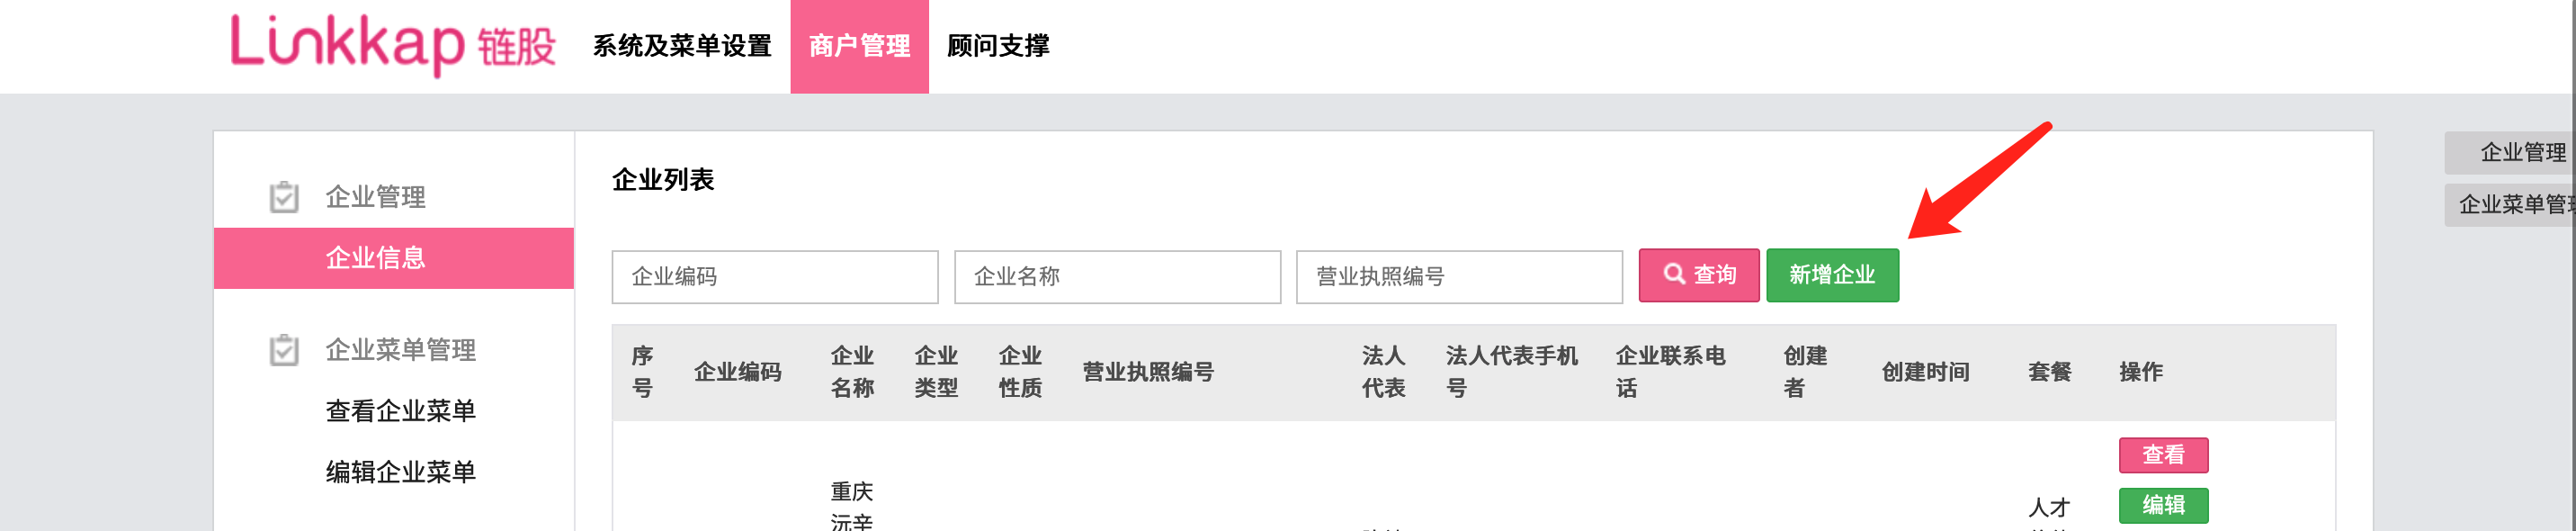 Linkkap 链股
系统及菜单设置
商户管理
顾问支撑
企业管理
企业信息
企业菜单管理
查看企业菜单
编辑企业菜单
企业列表
企业编码
企业名称
营业执照编号
查询
新增企业
序号
企业编码
企业名称
企业类型
企业性质
营业执照编号
法人代表
法人代表手机号
企业联系电话
创建者
创建时间
套餐
操作
重庆
沅辛
人才
查看
编辑
企业管理
企业菜单管